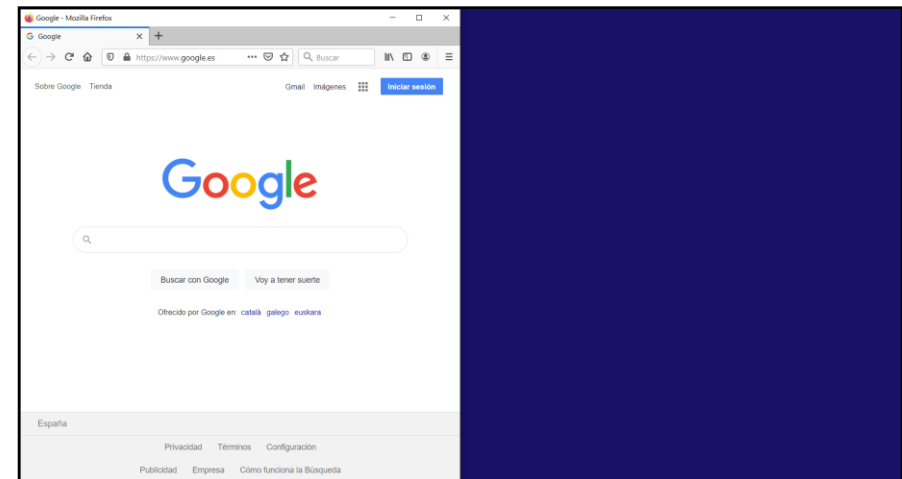 Google - Mozilla Firefox
Google
https://www.google.es
Buscar
Sobre Google Tienda Gmail Imágenes Iniciar sesión
Google
Buscar con Google Voy a tener suerte
Ofrecido por Google en: català galego euskara
España
Privacidad Términos Configuración
Publicidad Empresa Cómo funciona la Búsqueda